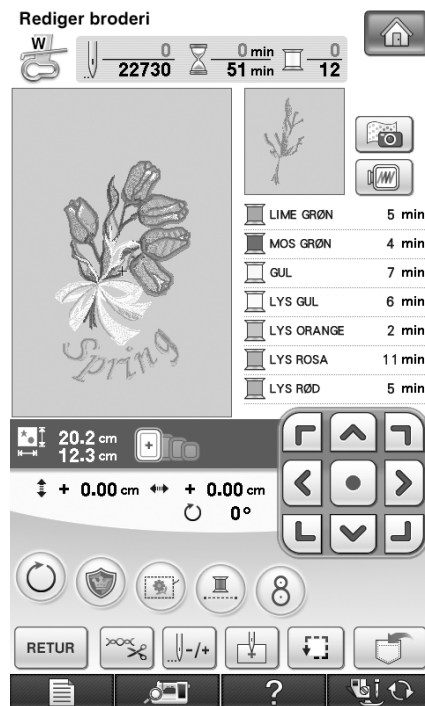 Rediger broderi
W
0 0 min 0
22730 51 min 12
LIME GRØN 5 min
MOS GRØN 4 min
GUL 7 min
LYS GUL 6 min
LYS ORANGE 2 min
LYS ROSA 11 min
LYS RØD 5 min
Spring
20.2 cm
12.3 cm
+ 0.00 cm + 0.00 cm
0°
8
RETUR -/+
?